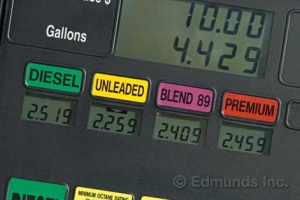 10.00
Gallons
4.429
DIESEL
UNLEADED
BLEND 89
PREMIUM
2.519
2.259
2.409
2.459
© Edmunds Inc.
MINIMUM OCTANE RATING